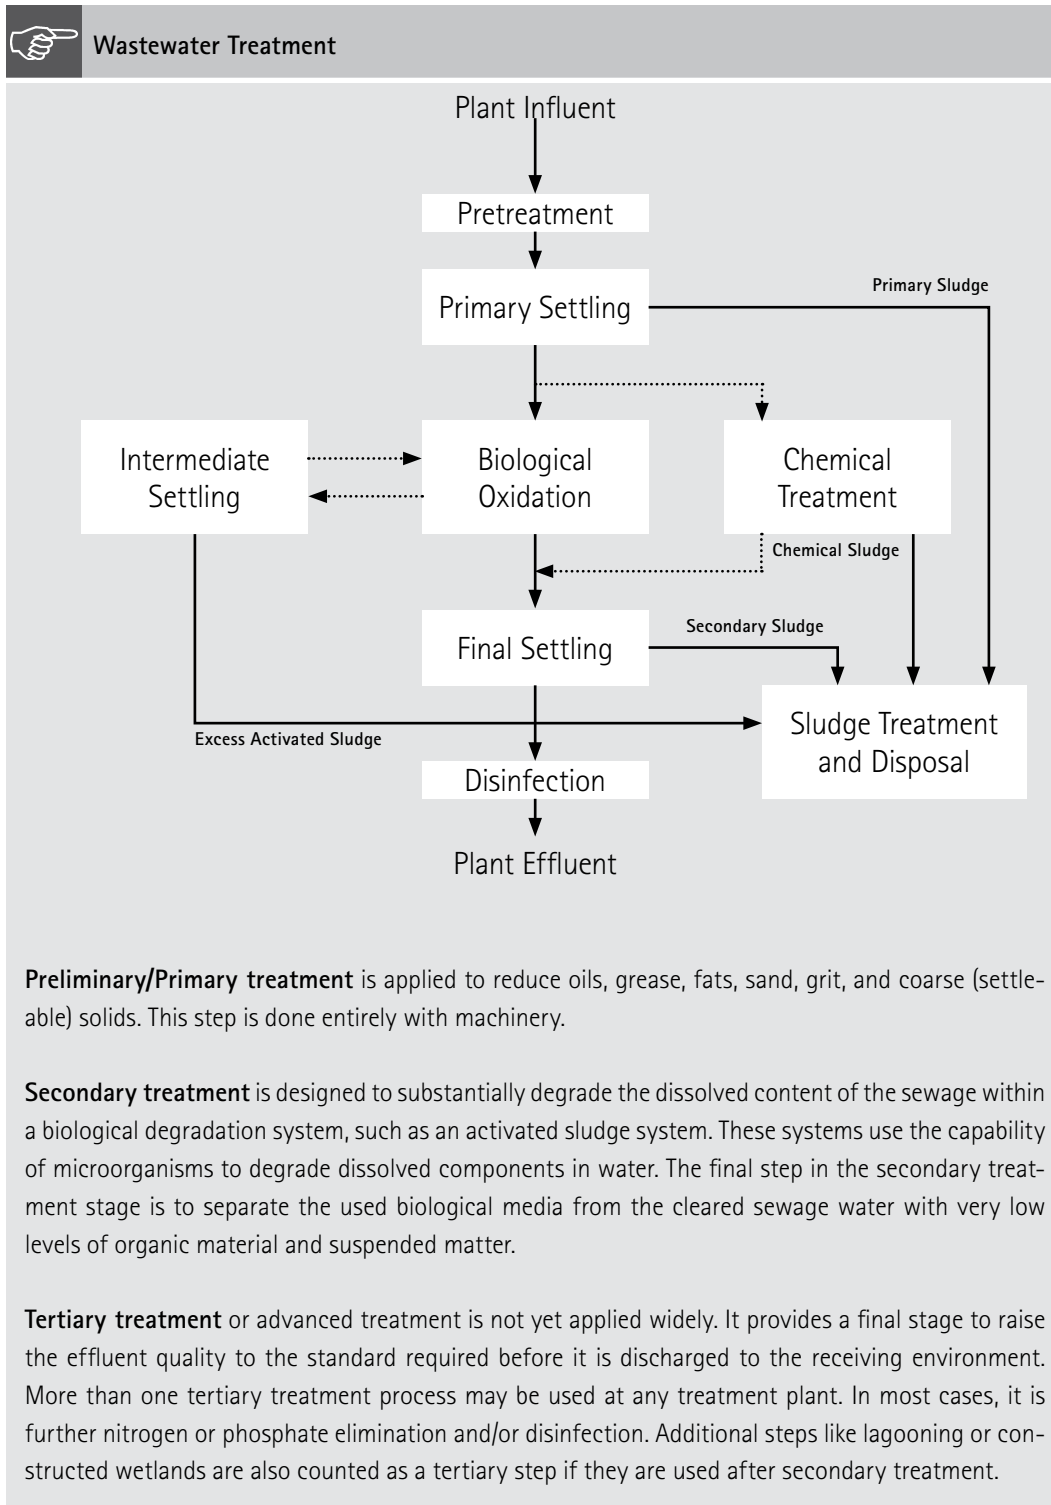 Wastewater Treatment
Plant Influent
Pretreatment
Primary Sludge
Primary Settling
Intermediate
Settling
Biological
Oxidation
Chemical
Treatment
Chemical Sludge
Secondary Sludge
Final Settling
Excess Activated Sludge
Sludge Treatment
and Disposal
Disinfection
Plant Effluent
Preliminary/Primary treatment is applied to reduce oils, grease, fats, sand, grit, and coarse (settle-
able) solids. This step is done entirely with machinery.
Secondary treatment is designed to substantially degrade the dissolved content of the sewage within
a biological degradation system, such as an activated sludge system. These systems use the capability
of microorganisms to degrade dissolved components in water. The final step in the secondary treat-
ment stage is to separate the used biological media from the cleared sewage water with very low
levels of organic material and suspended matter.
Tertiary treatment or advanced treatment is not yet applied widely. It provides a final stage to raise
the effluent quality to the standard required before it is discharged to the receiving environment.
More than one tertiary treatment process may be used at any treatment plant. In most cases, it is
further nitrogen or phosphate elimination and/or disinfection. Additional steps like lagooning or con-
structed wetlands are also counted as a tertiary step if they are used after secondary treatment.